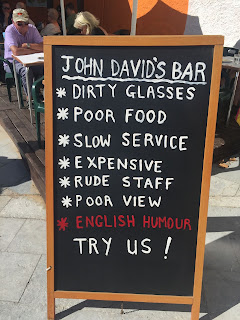 JOHN DAVID'S BAR
* DIRTY GLASSES
* POOR FOOD
* SLOW SERVICE
* EXPENSIVE
* RUDE STAFF
* POOR VIEW
* ENGLISH HUMOUR
TRY US !